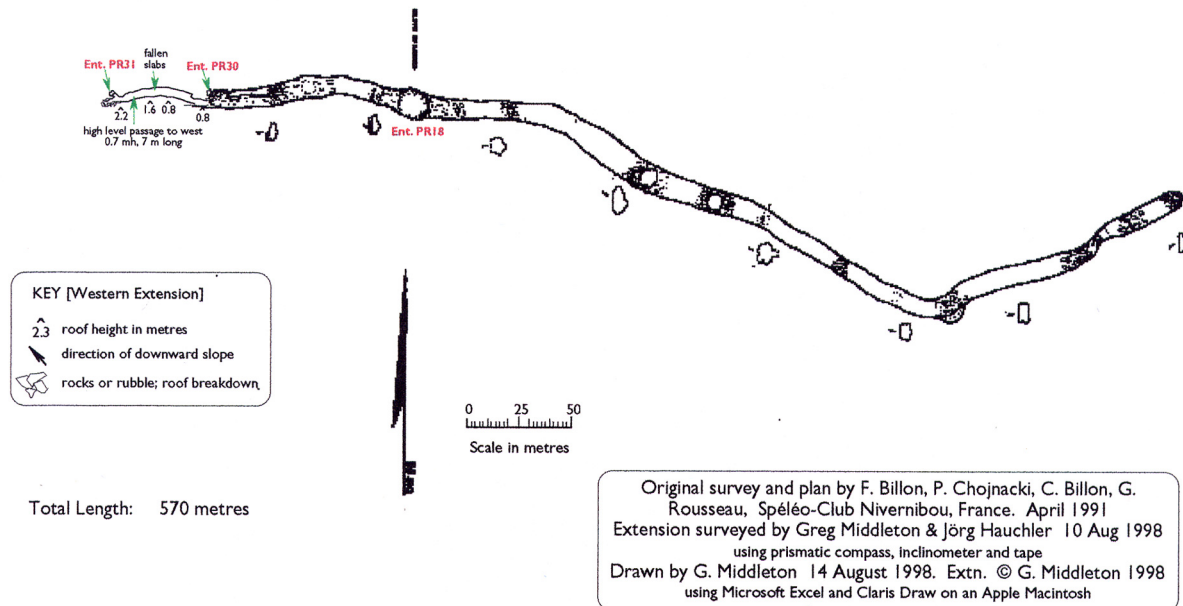 fallen
slabs
Ent. PR31
Ent. PR30
2.2
1.6
0.8
0.8
high level passage to west
0.7 mh, 7 m long
Ent. PR18
KEY [Western Extension]
2.3 roof height in metres
direction of downward slope
rocks or rubble; roof breakdown
0 25 50
Scale in metres
Total Length: 570 metres
Original survey and plan by F. Billon, P. Chojnacki, C. Billon, G.
Rousseau, Spéléo-Club Nivernibou, France. April 1991
Extension surveyed by Greg Middleton & Jörg Hauchler 10 Aug 1998
using prismatic compass, inclinometer and tape
Drawn by G. Middleton 14 August 1998. Extn. © G. Middleton 1998
using Microsoft Excel and Claris Draw on an Apple Macintosh